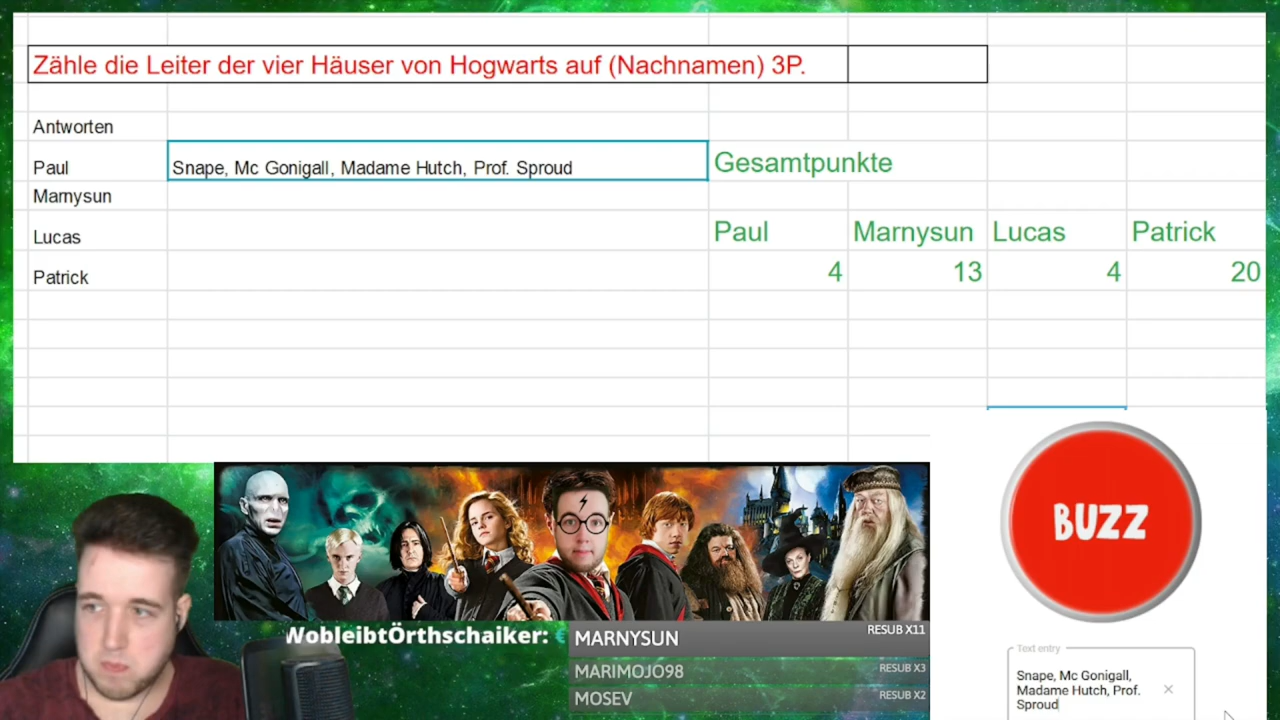 Zähle die Leiter der vier Häuser von Hogwarts auf (Nachnamen) 3P.
Antworten
Paul Snape, Mc Gonigall, Madame Hutch, Prof. Sproud Gesamtpunkte
Marnysun
Lucas Paul Marnysun Lucas Patrick
Patrick 4 13 4 20
BUZZ
WobleibtÖrthschaiker: €
MARNYSUN RESUB X11
MARIMOJO98 RESUB X3
MOSEV RESUB X2
Text entry
Snape, Mc Gonigall,
Madame Hutch, Prof.
Sproud